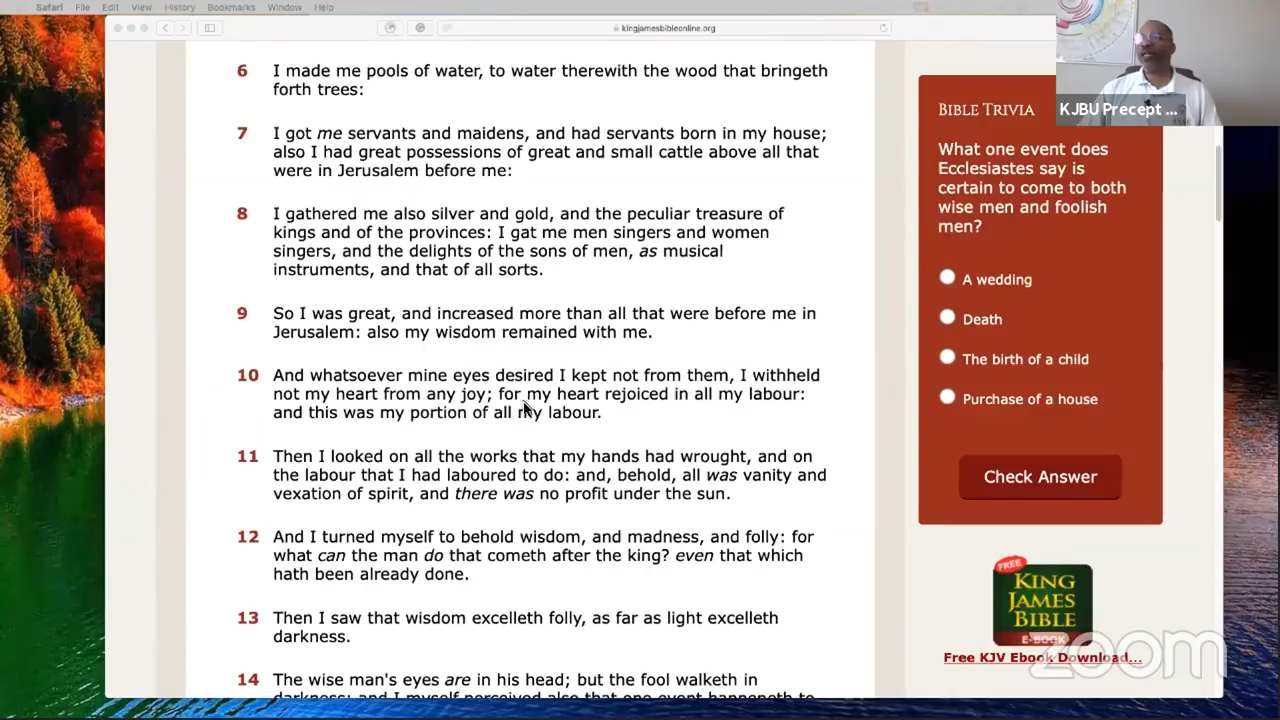 Safari File Edit View History Bookmarks Window Help
kingjamesbibleonline.org
6 I made me pools of water, to water therewith the wood that bringeth
forth trees:
7 I got me servants and maidens, and had servants born in my house;
also I had great possessions of great and small cattle above all that
were in Jerusalem before me:
8 I gathered me also silver and gold, and the peculiar treasure of
kings and of the provinces: I gat me men singers and women
singers, and the delights of the sons of men, as musical
instruments, and that of all sorts.
9 So I was great, and increased more than all that were before me in
Jerusalem: also my wisdom remained with me.
10 And whatsoever mine eyes desired I kept not from them, I withheld
not my heart from any joy; for my heart rejoiced in all my labour:
and this was my portion of all my labour.
11 Then I looked on all the works that my hands had wrought, and on
the labour that I had laboured to do: and, behold, all was vanity and
vexation of spirit, and there was no profit under the sun.
12 And I turned myself to behold wisdom, and madness, and folly: for
what can the man do that cometh after the king? even that which
hath been already done.
13 Then I saw that wisdom excelleth folly, as far as light excelleth
darkness.
14 The wise man's eyes are in his head; but the fool walketh in
darkness: and I myself perceived also that one event happeneth to
KJBU Precept ...
BIBLE TRIVIA
What one event does
Ecclesiastes say is
certain to come to both
wise men and foolish
men?
A wedding
Death
The birth of a child
Purchase of a house
Check Answer
FREE
KING
JAMES
BIBLE
E-BOOK
Free KJV Ebook Download...
zoom